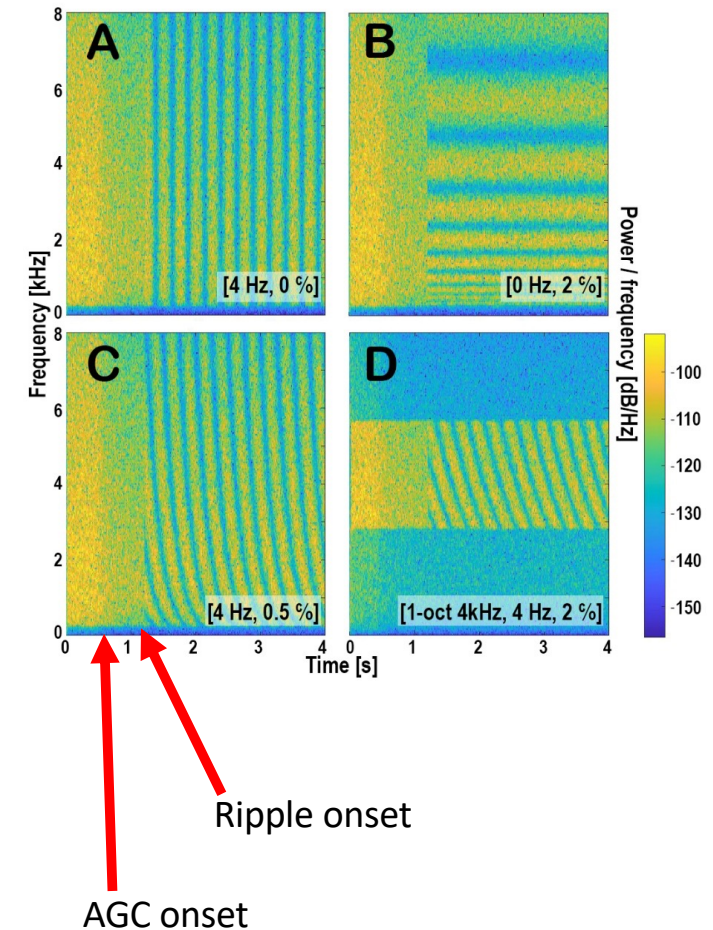 8
A
B
6
4
2
[4 Hz, 0 ℅]
[0 Hz, 2 ℅]
0
Frequency [kHz]
Power / frequency [dB/Hz]
8
C
D
6
4
2
[4 Hz, 0.5 ℅]
[1-oct 4kHz, 4 Hz, 2 ℅]
0
-100
-110
-120
-130
-140
-150
0 1 2 3 4 0 1 2 3 4
Time [s]
Ripple onset
AGC onset